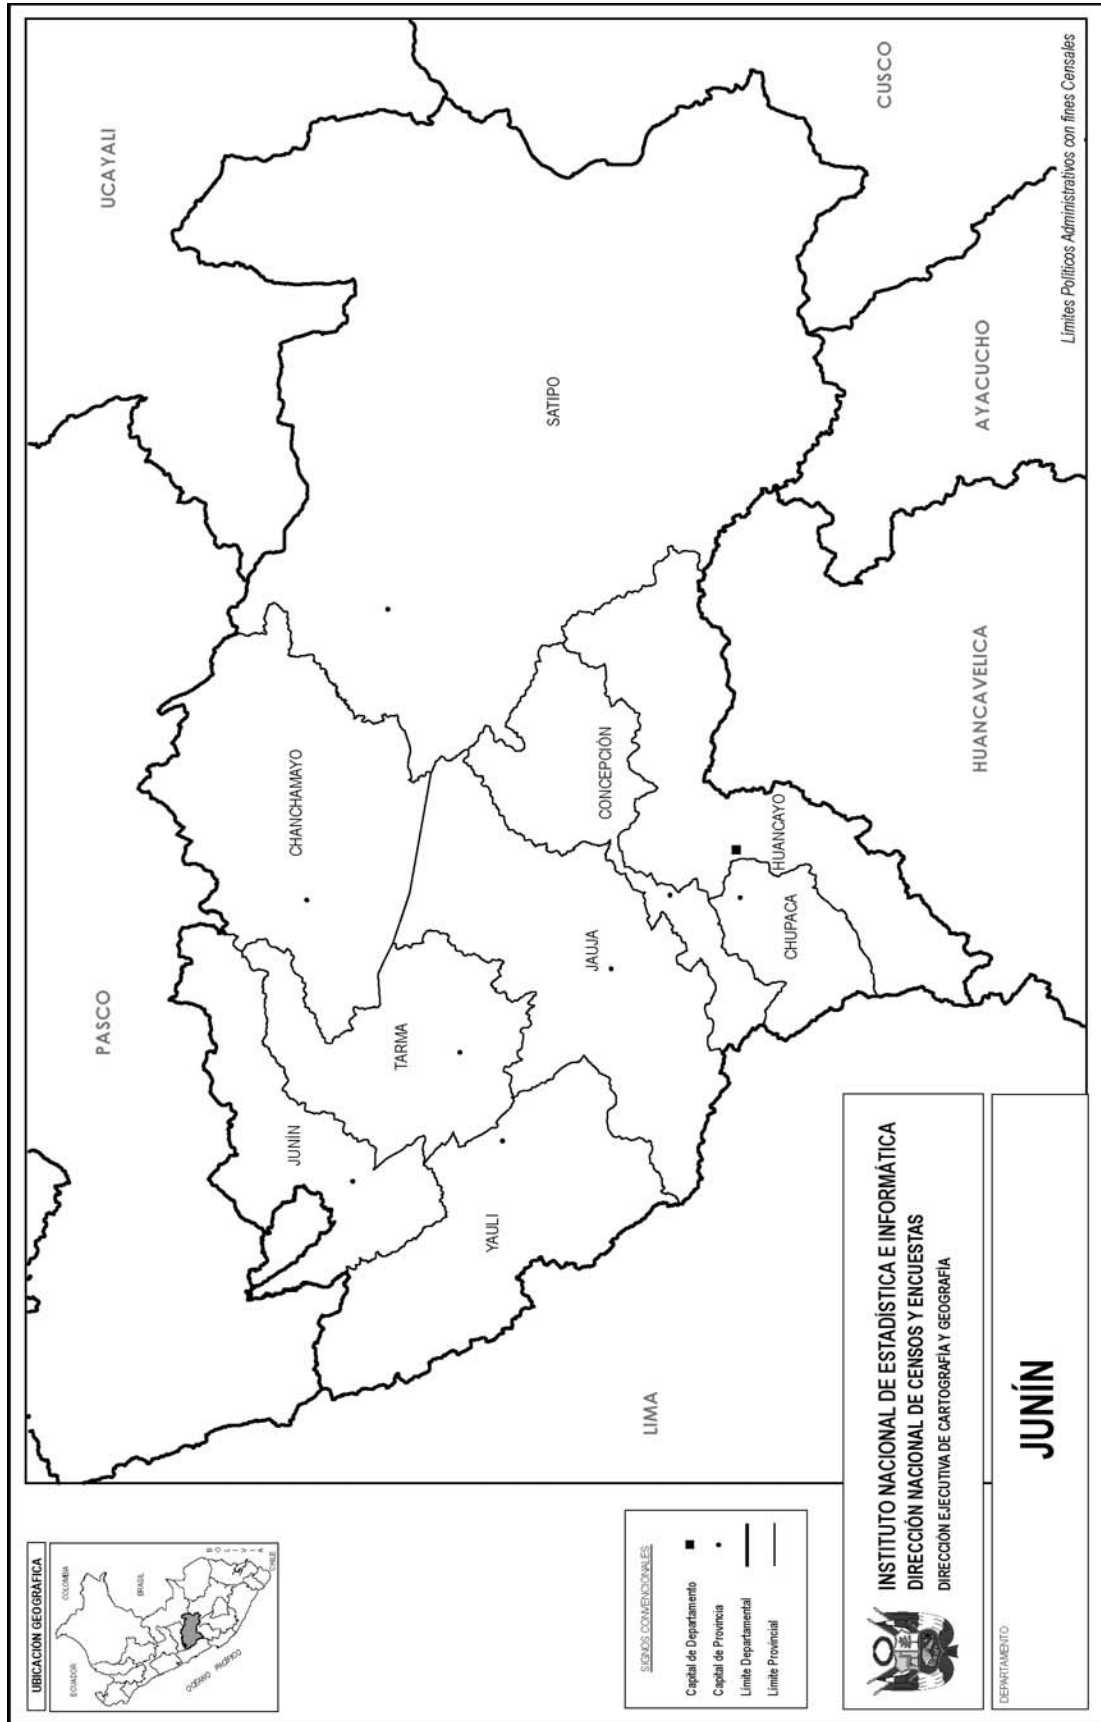 UBICACIÓN GEOGRÁFICA
COLOMBIA
ECUADOR
BRASIL
OCÉANO PACÍFICO
BOLIVIA
CHILE
SIGNOS CONVENCIONALES
Capital de Departamento
Capital de Provincia
Límite Departamental
Límite Provincial
PASCO
UCAYALI
CUSCO
AYACUCHO
HUANCAVELICA
LIMA
JUNÍN
CHANCHAMAYO
SATIPO
TARMA
YAULI
JAUJA
CONCEPCIÓN
CHUPACA
HUANCAYO
Límites Políticos Administrativos con fines Censales
INSTITUTO NACIONAL DE ESTADÍSTICA E INFORMÁTICA
DIRECCIÓN NACIONAL DE CENSOS Y ENCUESTAS
DIRECCIÓN EJECUTIVA DE CARTOGRAFÍA Y GEOGRAFÍA
DEPARTAMENTO
JUNÍN